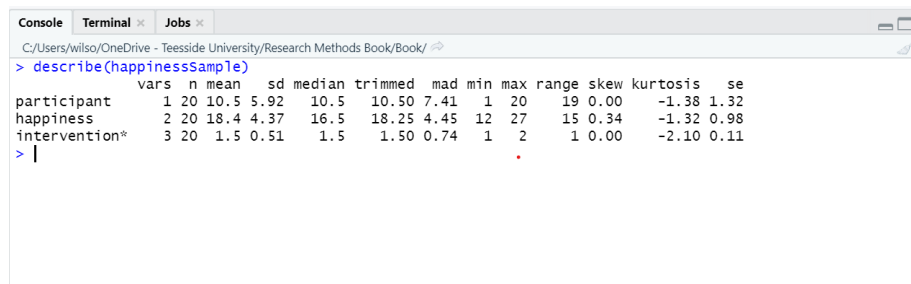 Console Terminal × Jobs ×
C:/Users/wilso/OneDrive - Teesside University/Research Methods Book/Book/
> describe(happinessSample)
vars n mean sd median trimmed mad min max range skew kurtosis se
participant 1 20 10.5 5.92 10.5 10.50 7.41 1 20 19 0.00 -1.38 1.32
happiness 2 20 18.4 4.37 16.5 18.25 4.45 12 27 15 0.34 -1.32 0.98
intervention* 3 20 1.5 0.51 1.5 1.50 0.74 1 2 1 0.00 -2.10 0.11
>